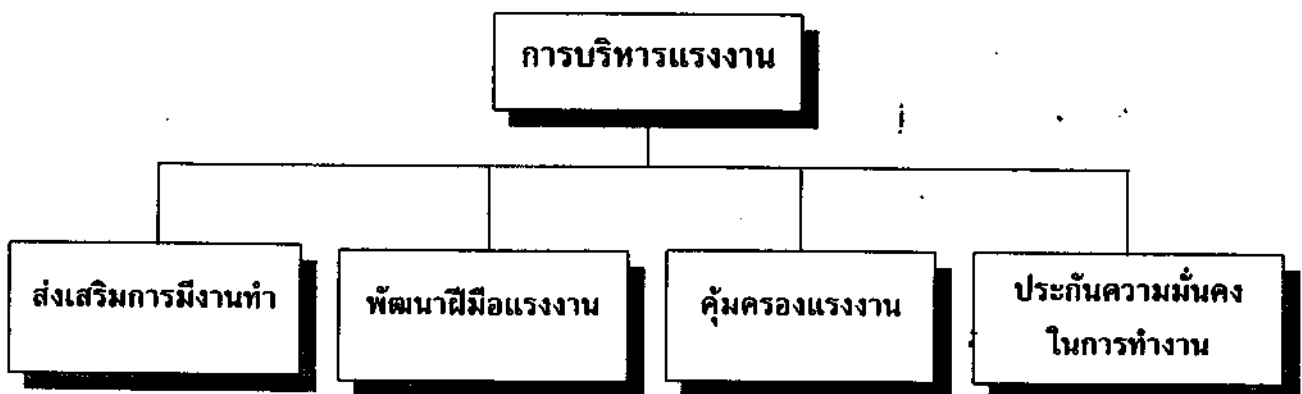 การบริหารแรงงาน
ส่งเสริมการมีงานทำ
พัฒนาฝีมือแรงงาน
คุ้มครองแรงงาน
ประกันความมั่นคง
ในการทำงาน